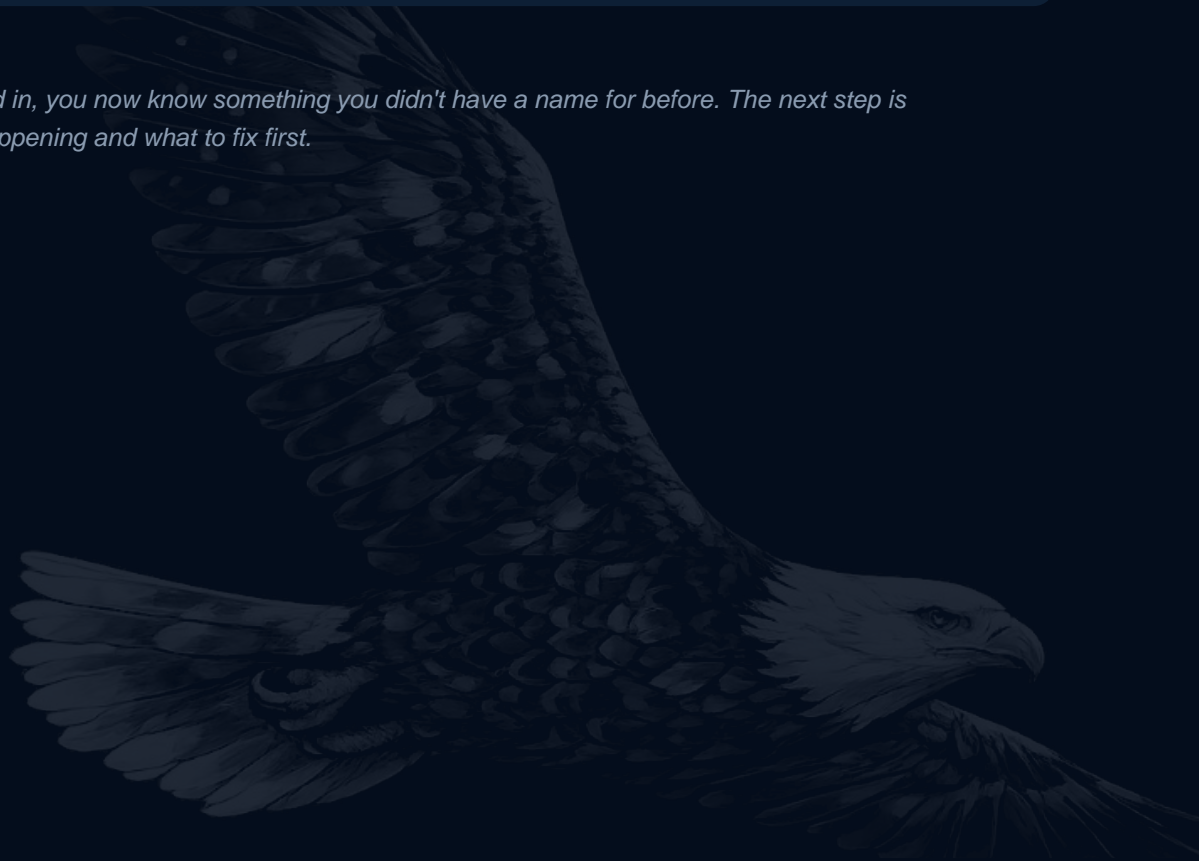 in, you now know something you didn't have a name for before. The next step is
and what to fix first.